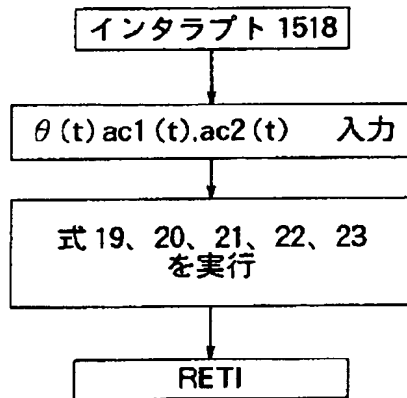 インタラプト 1518
θ(t)ac1(t),ac2(t)　入力
式 19、20、21、22、23
を実行
RETI